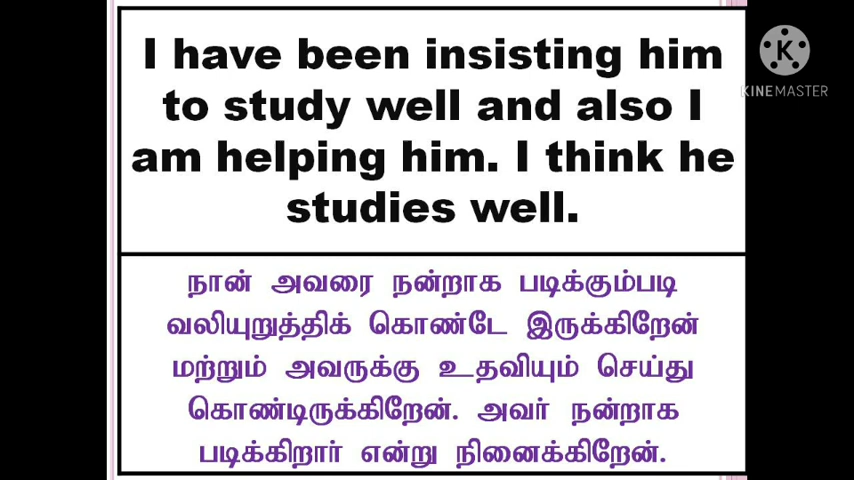 I have been insisting him
to study well and also I
am helping him. I think he
studies well.
நான் அவரை நன்றாக படிக்கும்படி
வலியுறுத்திக் கொண்டே இருக்கிறேன்
மற்றும் அவருக்கு உதவியும் செய்து
கொண்டிருக்கிறேன். அவர் நன்றாக
படிக்கிறார் என்று நினைக்கிறேன்.
K
KINEMASTER